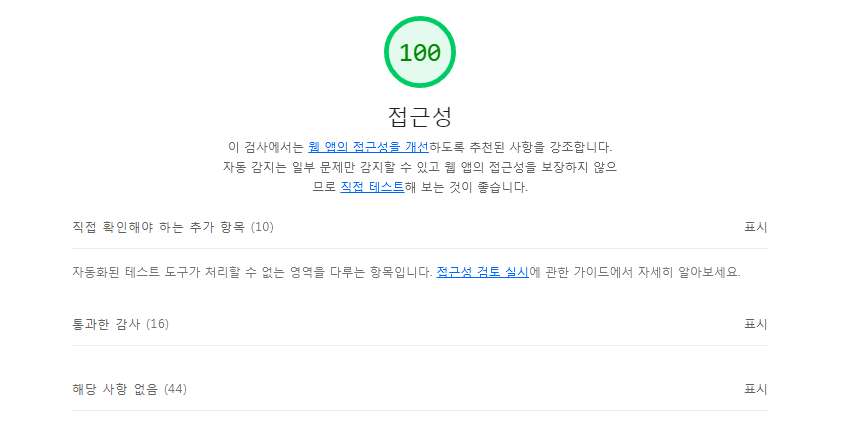 100
접근성
이 검사에서는 웹 앱의 접근성을 개선하도록 추천된 사항을 강조합니다.
자동 감지는 일부 문제만 감지할 수 있고 웹 앱의 접근성을 보장하지 않으
므로 직접 테스트해 보는 것이 좋습니다.
직접 확인해야 하는 추가 항목 (10) 표시
자동화된 테스트 도구가 처리할 수 없는 영역을 다루는 항목입니다. 접근성 검토 실시에 관한 가이드에서 자세히 알아보세요.
통과한 감사 (16) 표시
해당 사항 없음 (44) 표시